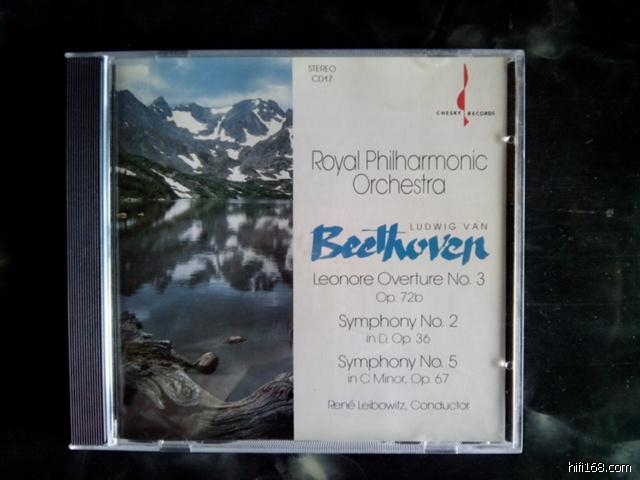 STEREO
CD17
CHESKY RECORDS
Royal Philharmonic
Orchestra
LUDWIG VAN
Beethoven
Leonore Overture No. 3
Op. 72b
Symphony No. 2
in D, Op. 36
Symphony No. 5
in C Minor, Op. 67
René Leibowitz, Conductor
hifi168.com